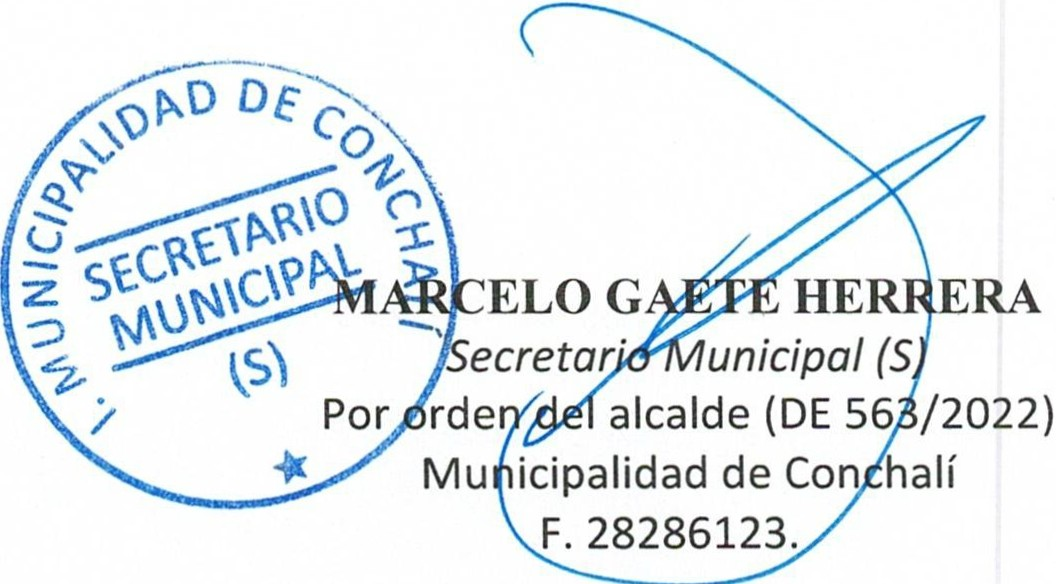 I. MUNICIPALIDAD DE CONCHALÍ
SECRETARIO
MUNICIPAL
(S)
MARCELO GAETE HERRERA
Secretario Municipal (S)
Por orden del alcalde (DE 563/2022)
Municipalidad de Conchalí
F. 28286123.